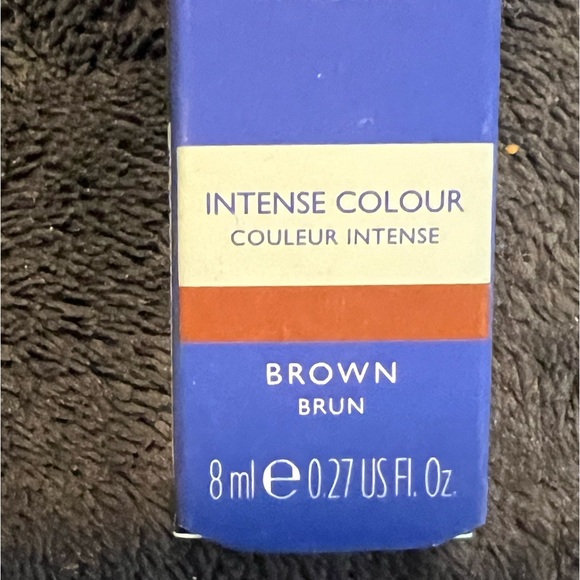 INTENSE COLOUR
COULEUR INTENSE
BROWN
BRUN
8 ml e 0.27 US Fl. Oz.